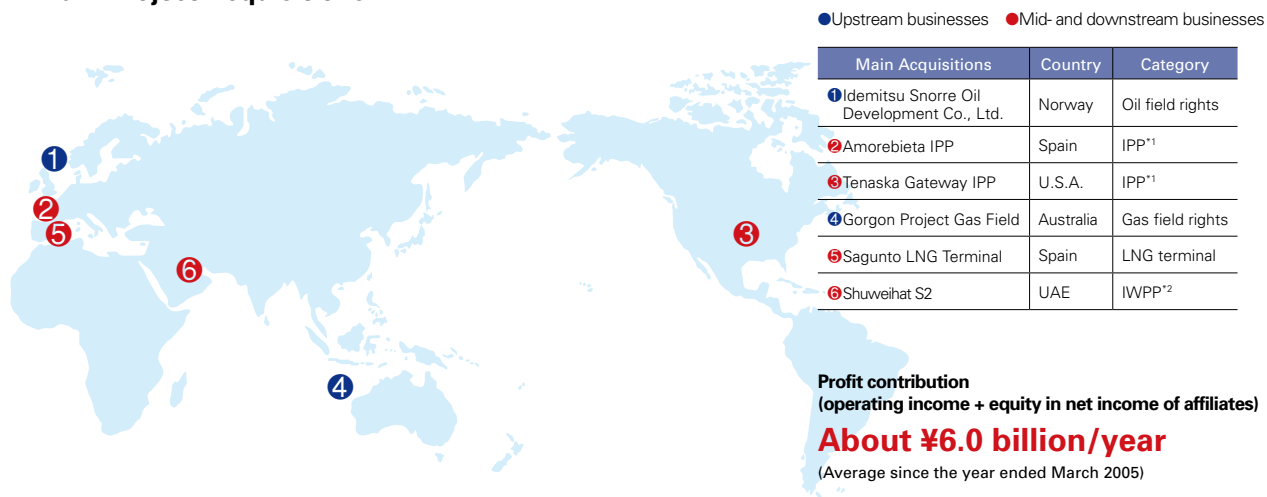 ●Upstream businesses ●Mid- and downstream businesses
Main Acquisitions Country Category
❶Idemitsu Snorre Oil Development Co., Ltd. Norway Oil field rights
❷Amorebieta IPP Spain IPP*1
❸Tenaska Gateway IPP U.S.A. IPP*1
❹Gorgon Project Gas Field Australia Gas field rights
❺Sagunto LNG Terminal Spain LNG terminal
❻Shuweihat S2 UAE IWPP*2
1
2
5
6
3
4
Profit contribution
(operating income + equity in net income of affiliates)
About ¥6.0 billion/year
(Average since the year ended March 2005)